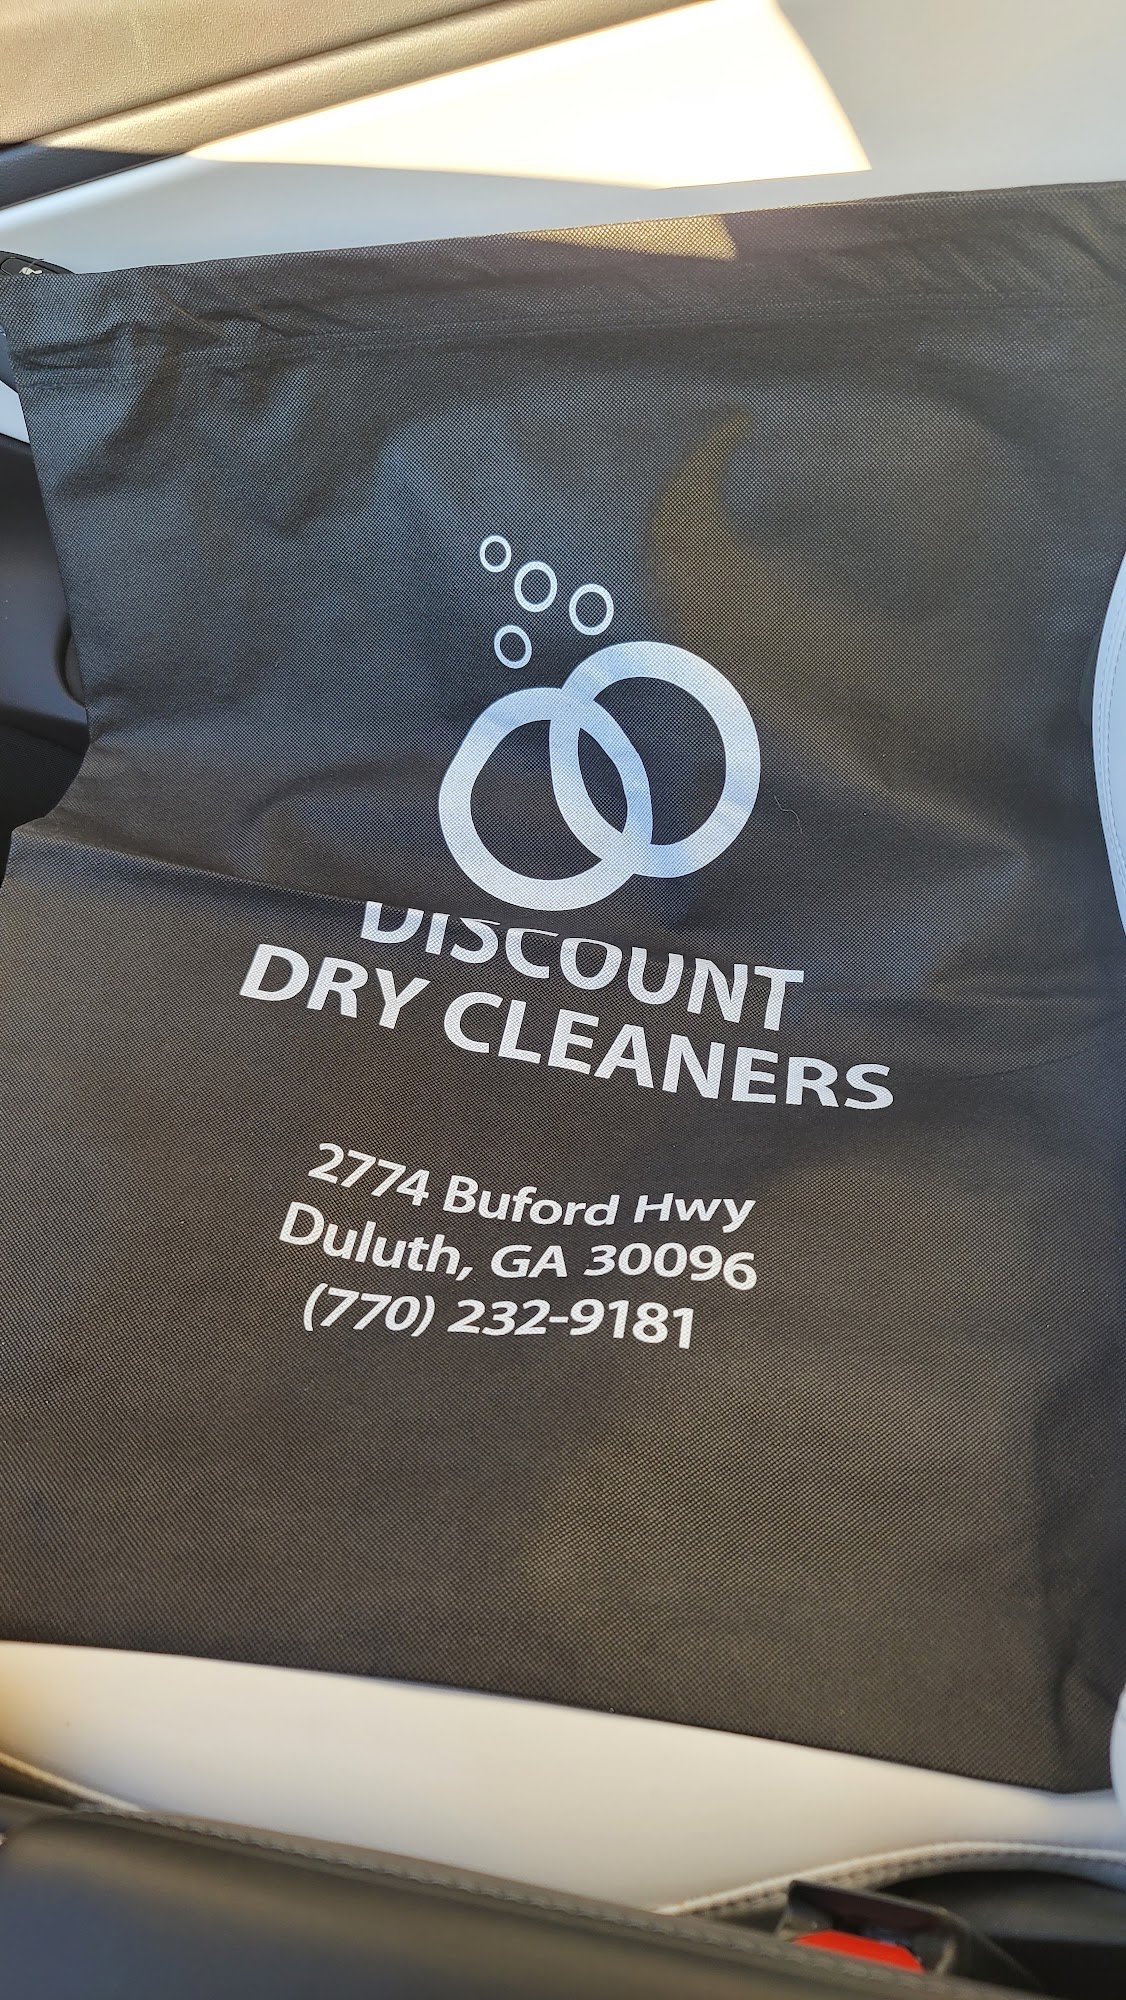 DISCOUNT
DRY CLEANERS
2774 Buford Hwy
Duluth, GA 30096
(770) 232-9181